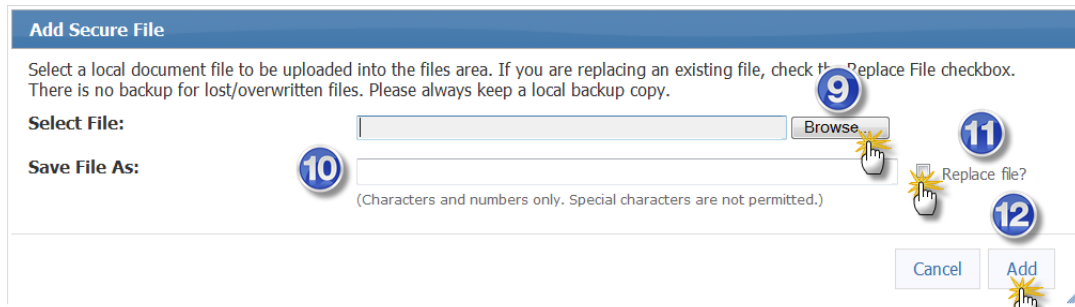 Add Secure File
Select a local document file to be uploaded into the files area. If you are replacing an existing file, check the Replace File checkbox.
There is no backup for lost/overwritten files. Please always keep a local backup copy.
9
Select File:
Browse...
11
Save File As:
10
Replace file?
(Characters and numbers only. Special characters are not permitted.)
12
Cancel
Add